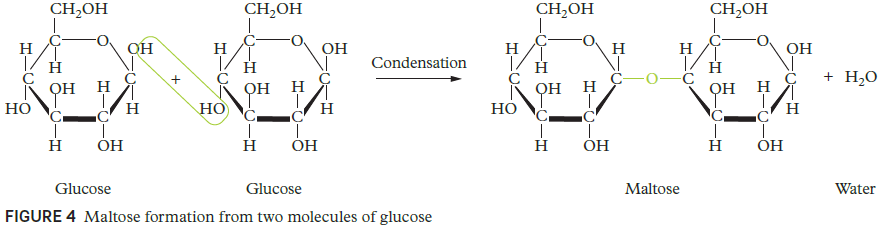 CH₂OH CH₂OH CH₂OH CH₂OH
C O OH C O OH C O H C O OH
H H H H
H H Condensation H H
C C + C C C C O C C + H₂O
OH H OH H OH H OH H
HO H HO H HO H
C C C C C C C C
H OH H OH H OH H OH
Glucose Glucose Maltose Water
FIGURE 4 Maltose formation from two molecules of glucose